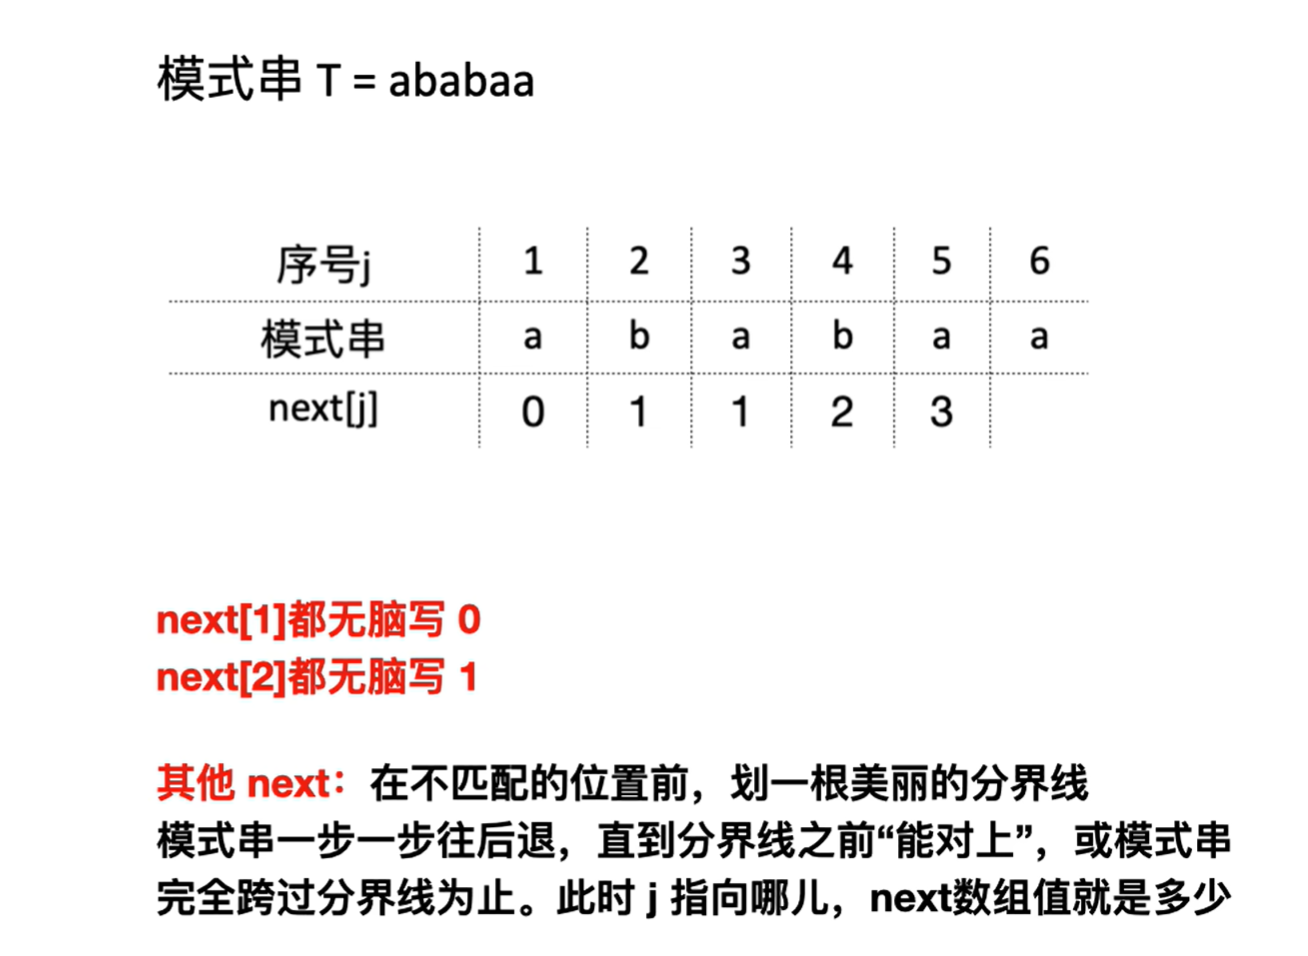 模式串 T = ababaa
序号j 1 2 3 4 5 6
模式串 a b a b a a
next[j] 0 1 1 2 3
next[1]都无脑写 0
next[2]都无脑写 1
其他 next：在不匹配的位置前，划一根美丽的分界线
模式串一步一步往后退，直到分界线之前“能对上”，或模式串
完全跨过分界线为止。此时 j 指向哪儿，next数组值就是多少